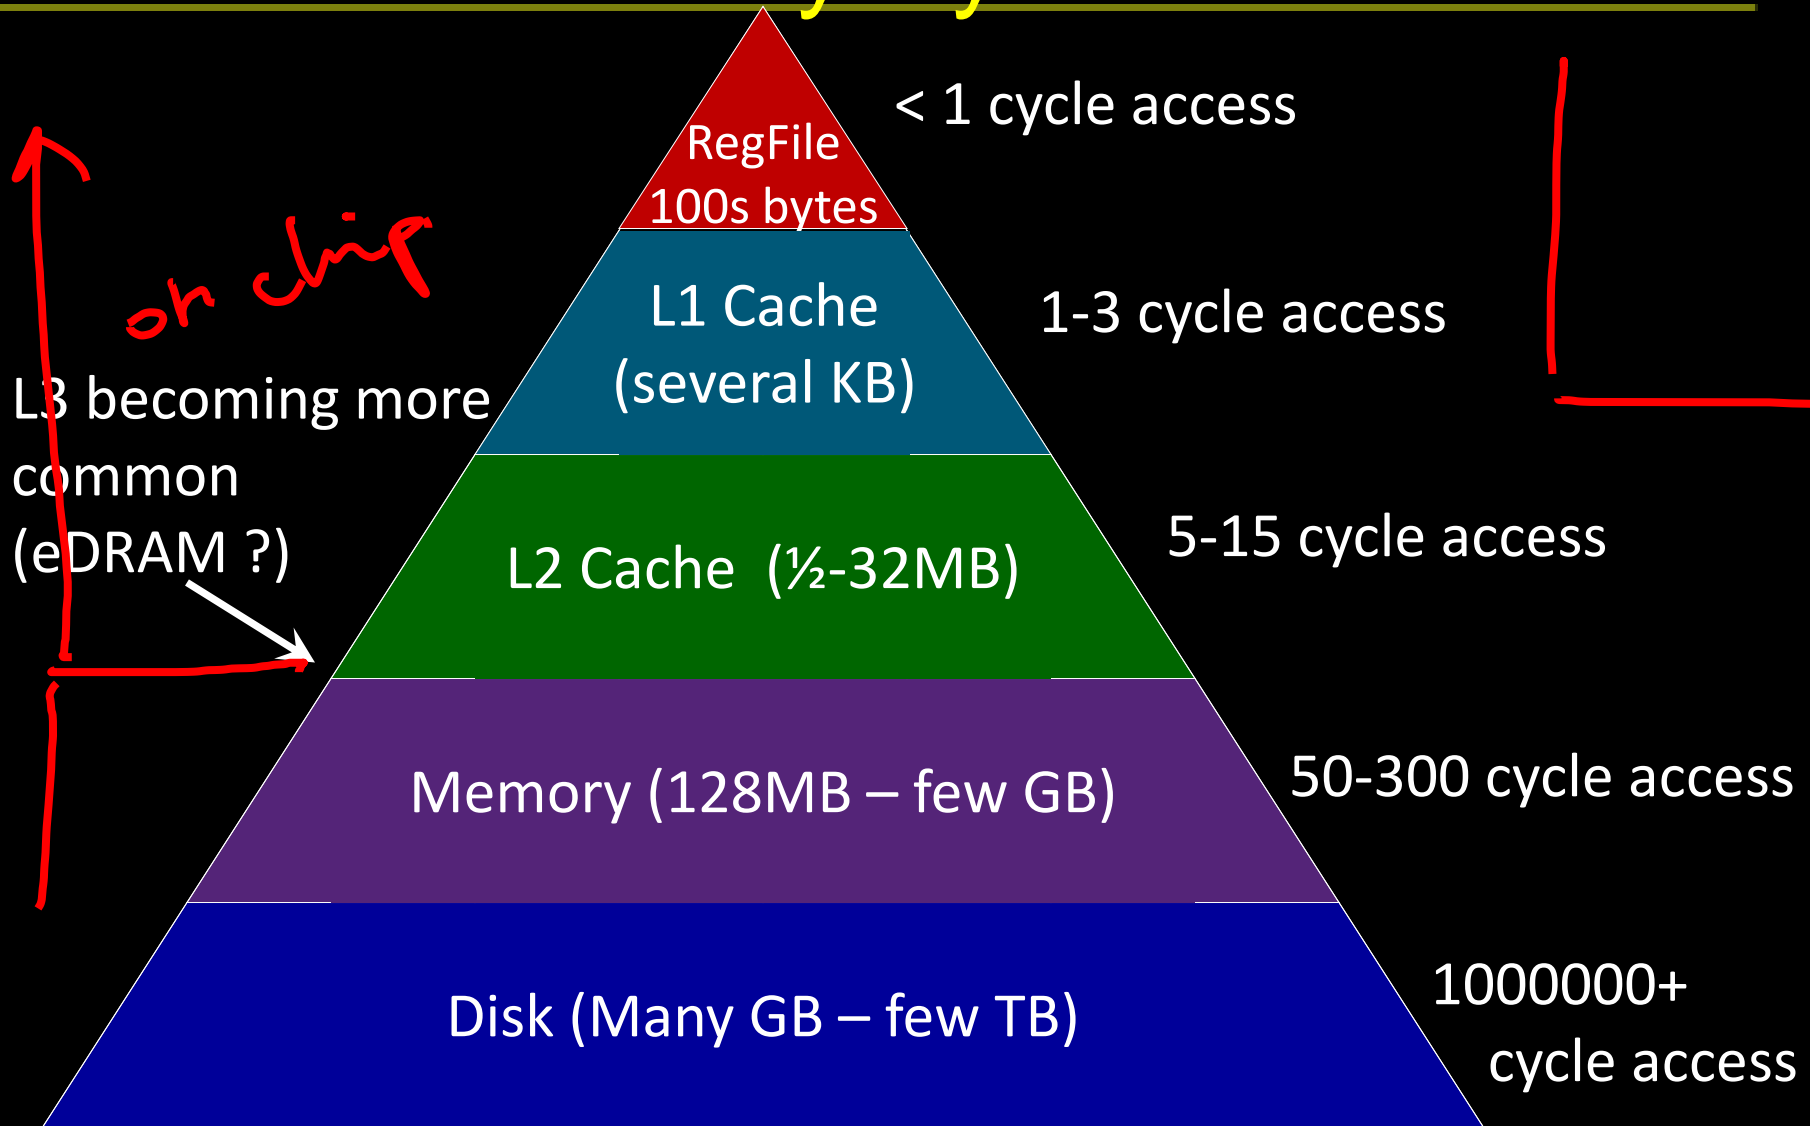 < 1 cycle access
RegFile
100s bytes
on chip
L1 Cache
(several KB)
1-3 cycle access
L3 becoming more
common
(eDRAM ?)
L2 Cache (½-32MB)
5-15 cycle access
Memory (128MB – few GB)
50-300 cycle access
Disk (Many GB – few TB)
1000000+
cycle access